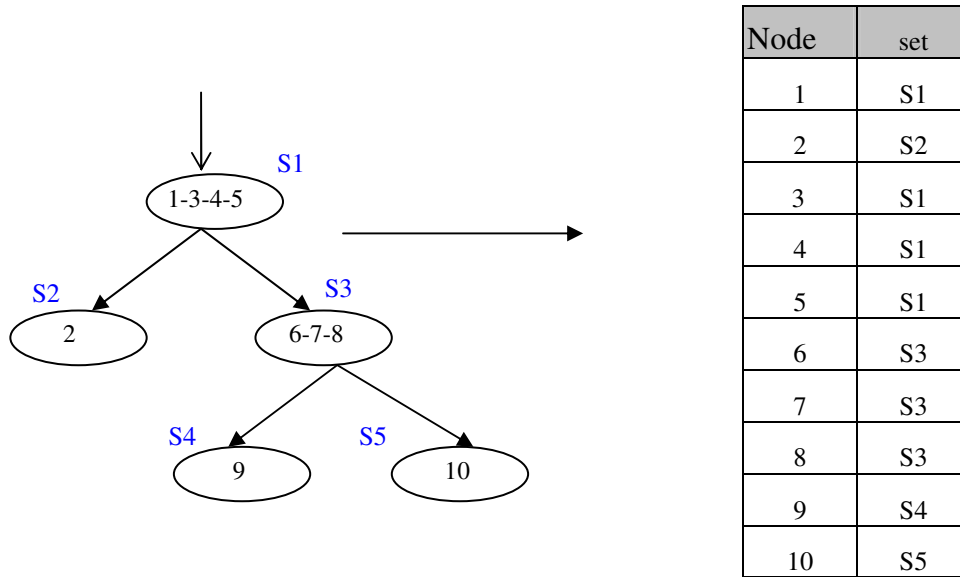 S1
1-3-4-5
S2
S3
2
6-7-8
S4
S5
9
10
Node set
1 S1
2 S2
3 S1
4 S1
5 S1
6 S3
7 S3
8 S3
9 S4
10 S5